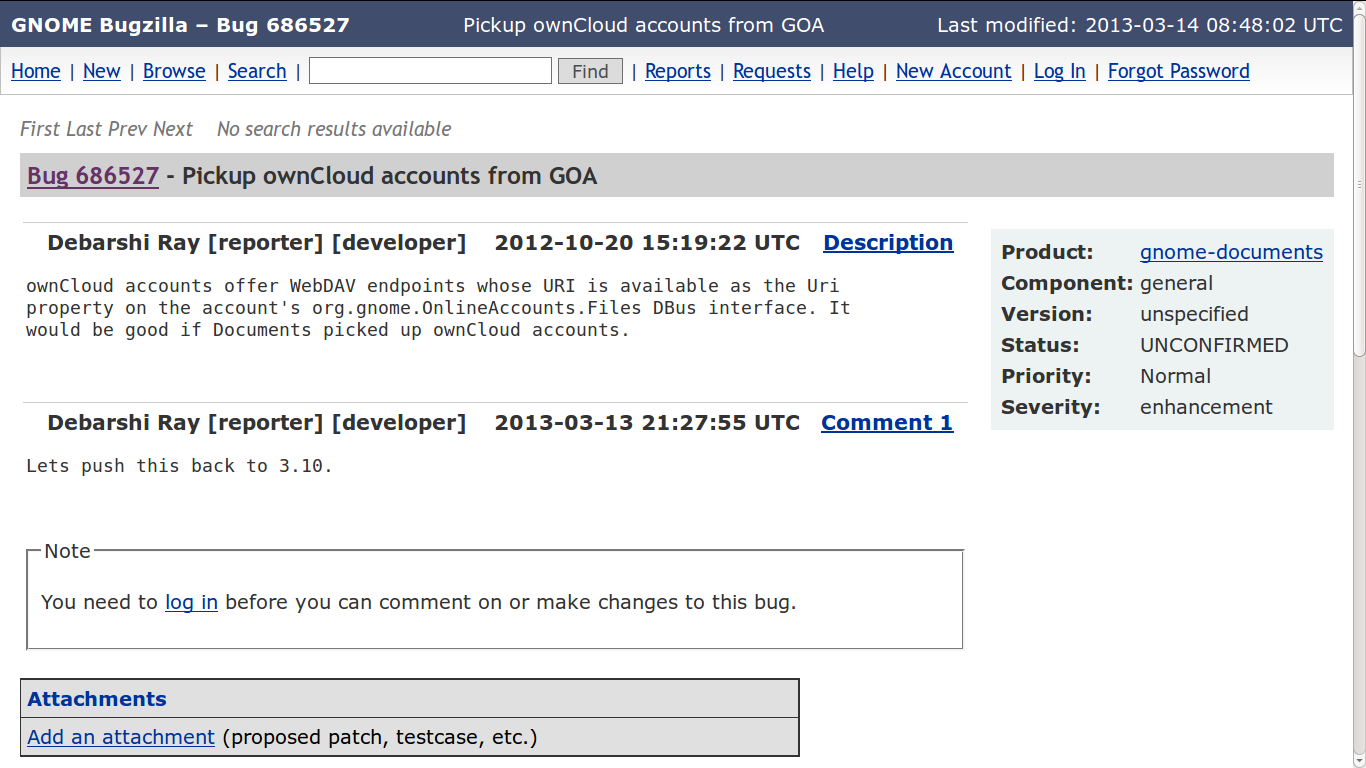 GNOME Bugzilla – Bug 686527 Pickup ownCloud accounts from GOA Last modified: 2013-03-14 08:48:02 UTC
Home | New | Browse | Search | Find | Reports | Requests | Help | New Account | Log In | Forgot Password
First Last Prev Next No search results available
Bug 686527 - Pickup ownCloud accounts from GOA
Debarshi Ray [reporter] [developer] 2012-10-20 15:19:22 UTC Description
ownCloud accounts offer WebDAV endpoints whose URI is available as the Uri
property on the account's org.gnome.OnlineAccounts.Files DBus interface. It
would be good if Documents picked up ownCloud accounts.
Debarshi Ray [reporter] [developer] 2013-03-13 21:27:55 UTC Comment 1
Lets push this back to 3.10.
Product: gnome-documents
Component: general
Version: unspecified
Status: UNCONFIRMED
Priority: Normal
Severity: enhancement
Note
You need to log in before you can comment on or make changes to this bug.
Attachments
Add an attachment (proposed patch, testcase, etc.)